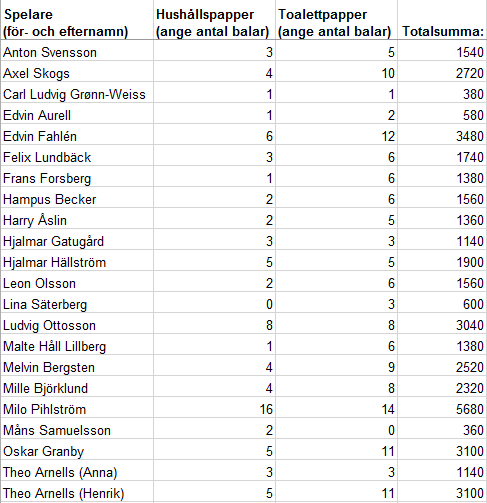 Spelare Hushållspapper Toalettpapper
(för- och efternamn) (ange antal balar) (ange antal balar) Totalsumma:
Anton Svensson 3 5 1540
Axel Skogs 4 10 2720
Carl Ludvig Grønn-Weiss 1 1 380
Edvin Aurell 1 2 580
Edvin Fahlén 6 12 3480
Felix Lundbäck 3 6 1740
Frans Forsberg 1 6 1380
Hampus Becker 2 6 1560
Harry Åslin 2 5 1360
Hjalmar Gatugård 3 3 1140
Hjalmar Hällström 5 5 1900
Leon Olsson 2 6 1560
Lina Säterberg 0 3 600
Ludvig Ottosson 8 8 3040
Malte Håll Lillberg 1 6 1380
Melvin Bergsten 4 9 2520
Mille Björklund 4 8 2320
Milo Pihlström 16 14 5680
Måns Samuelsson 2 0 360
Oskar Granby 5 11 3100
Theo Arnells (Anna) 3 3 1140
Theo Arnells (Henrik) 5 11 3100